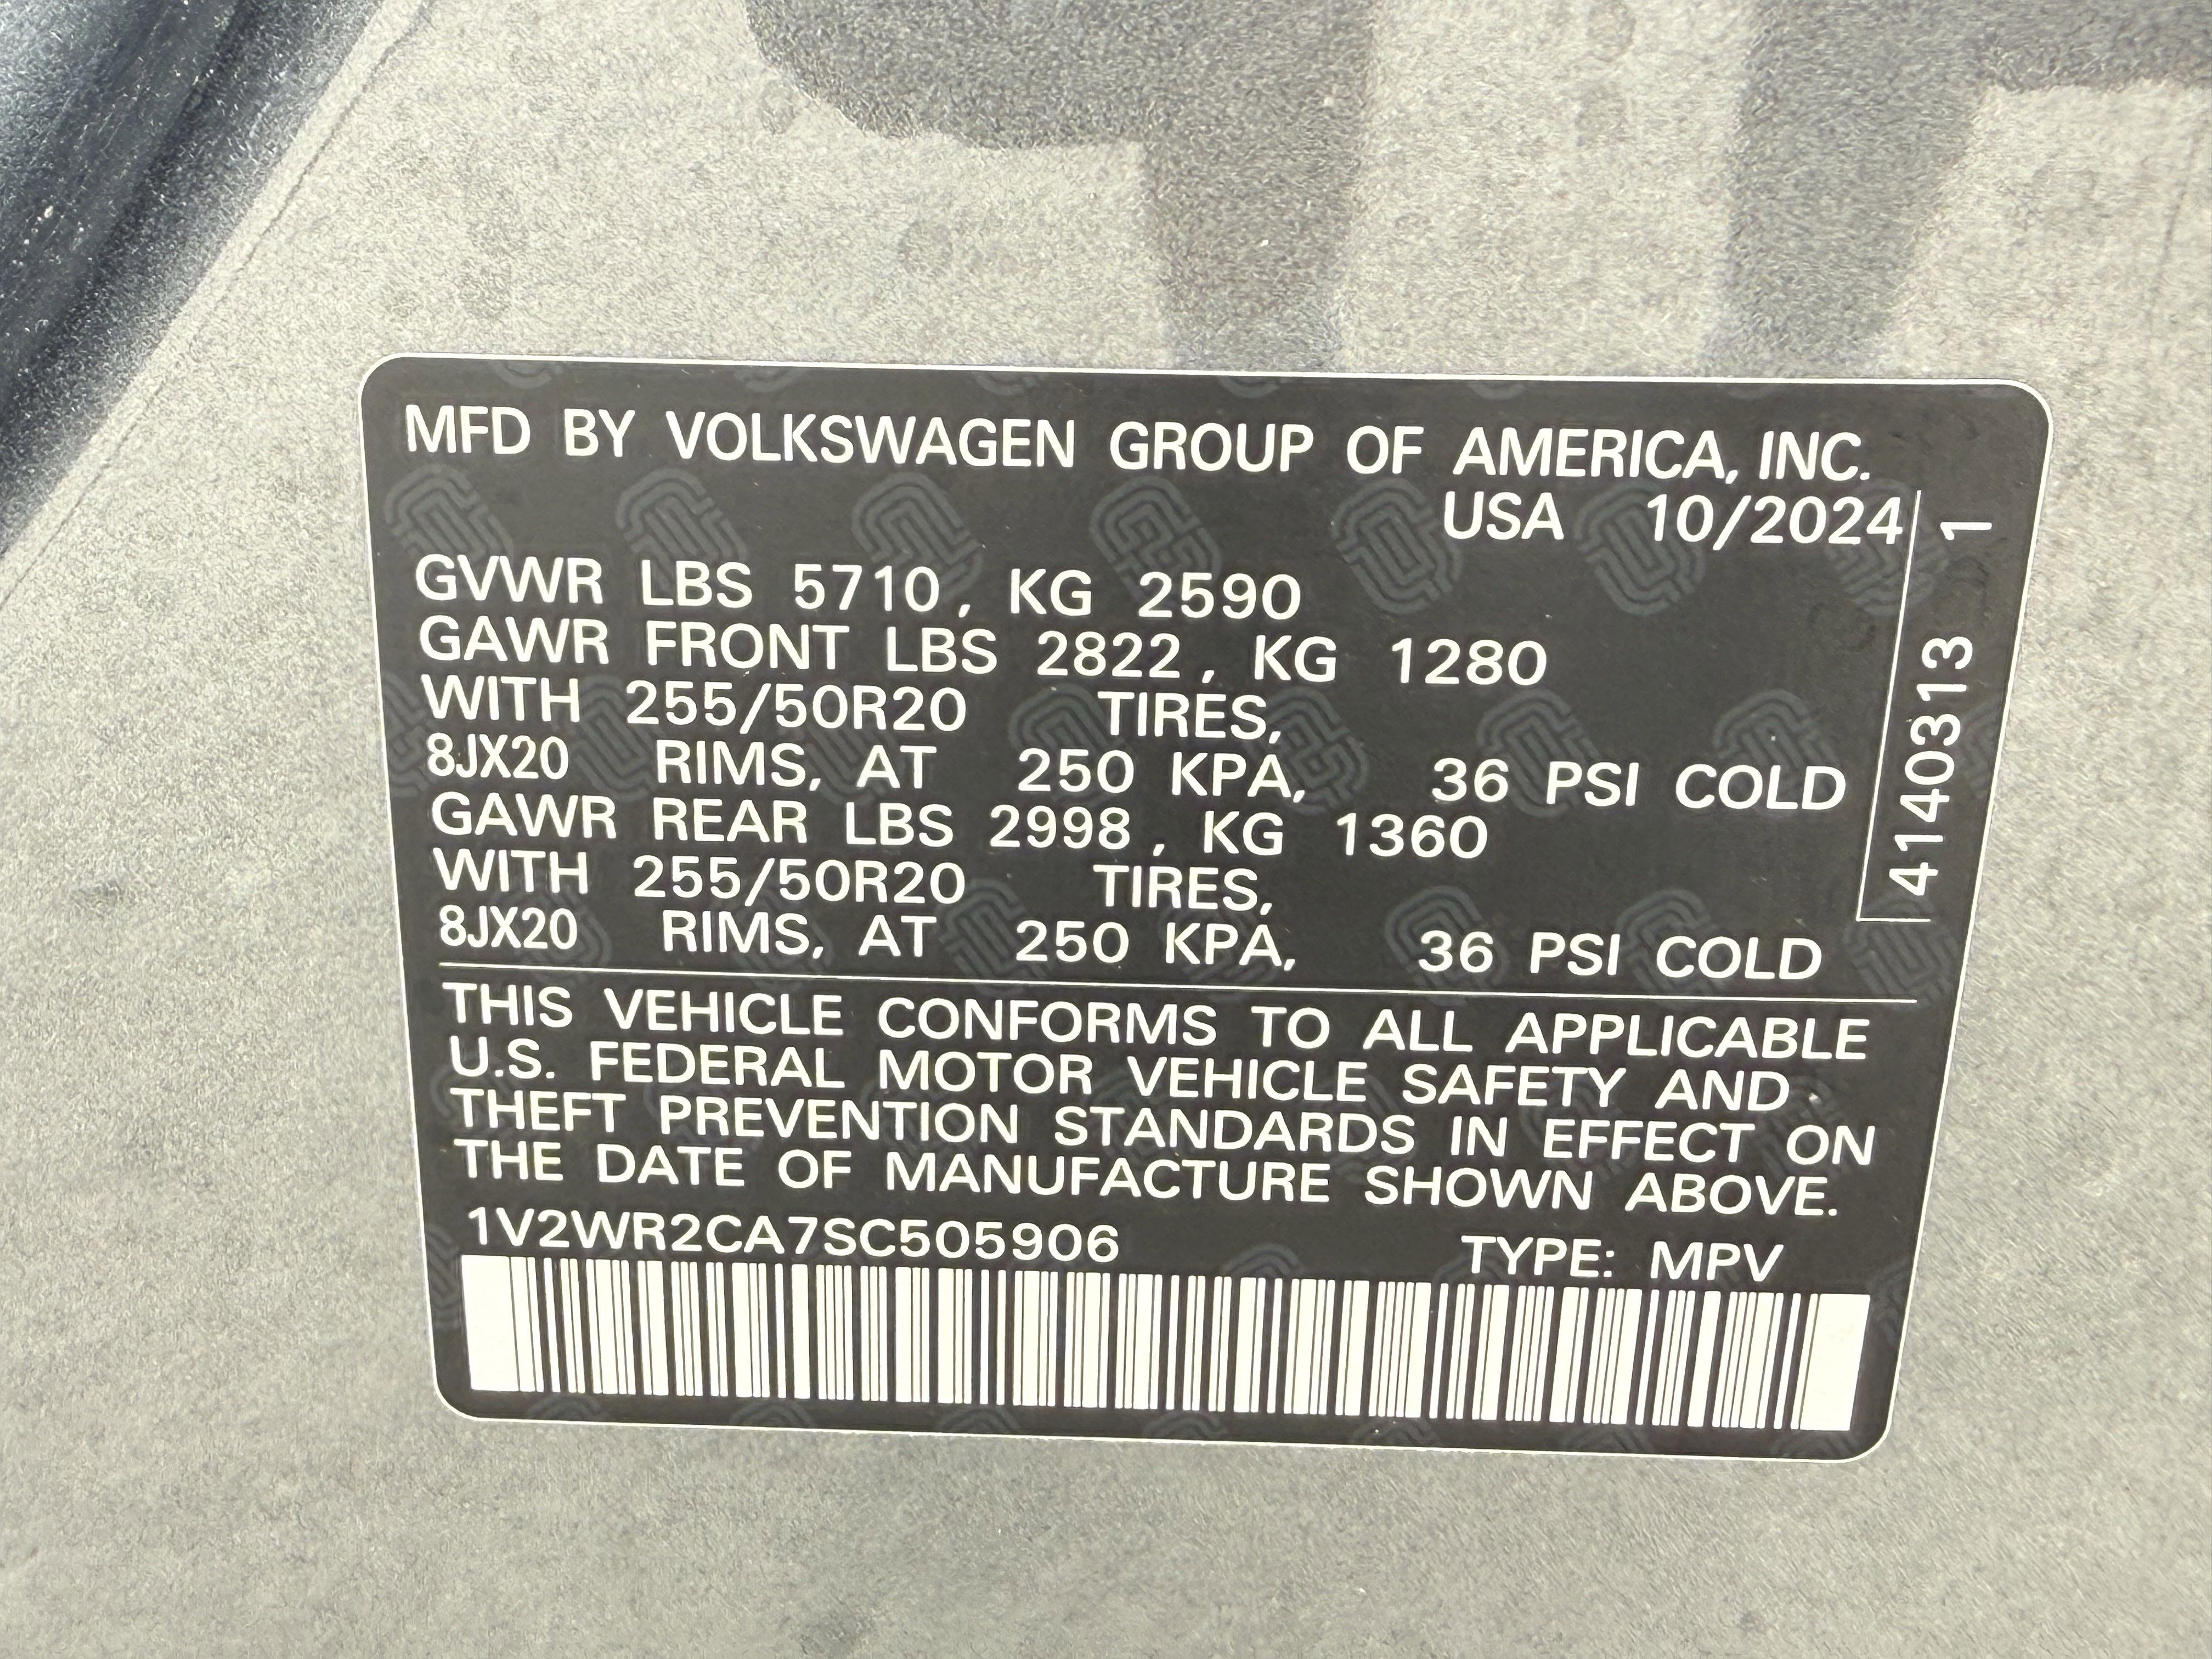 MFD BY VOLKSWAGEN GROUP OF AMERICA, INC.
USA 10/2024
GVWR LBS 5710, KG 2590
GAWR FRONT LBS 2822, KG 1280
WITH 255/50R20 TIRES,
8JX20 RIMS, AT 250 KPA, 36 PSI COLD
GAWR REAR LBS 2998, KG 1360
WITH 255/50R20 TIRES,
8JX20 RIMS, AT 250 KPA, 36 PSI COLD
4140313 1
THIS VEHICLE CONFORMS TO ALL APPLICABLE
U.S. FEDERAL MOTOR VEHICLE SAFETY AND
THEFT PREVENTION STANDARDS IN EFFECT ON
THE DATE OF MANUFACTURE SHOWN ABOVE.
1V2WR2CA7SC505906 TYPE: MPV